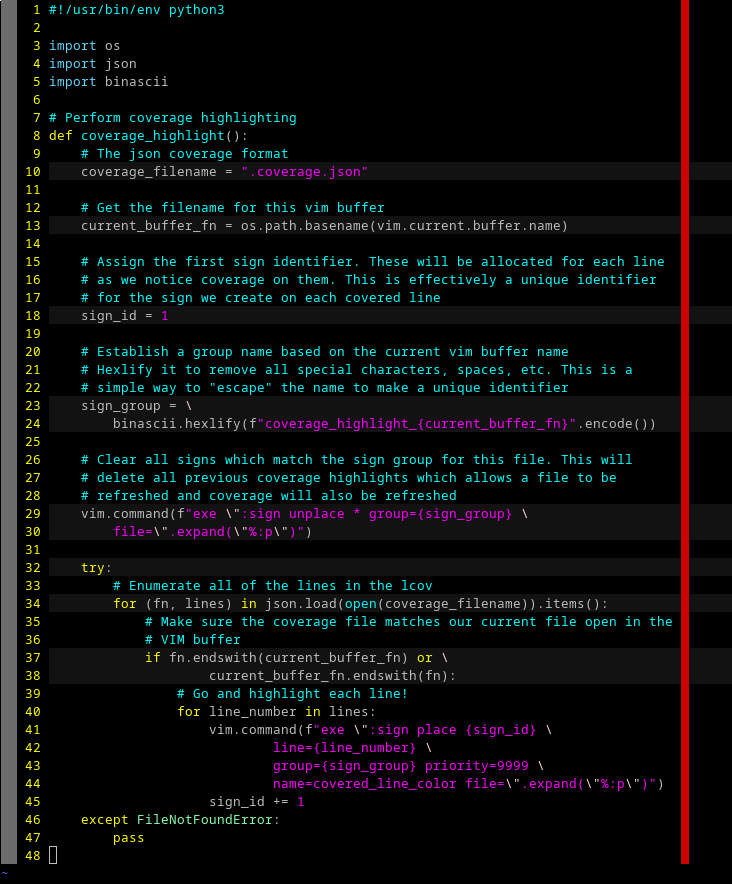 1 #!/usr/bin/env python3
2
3 import os
4 import json
5 import binascii
6
7 # Perform coverage highlighting
8 def coverage_highlight():
9     # The json coverage format
10     coverage_filename = ".coverage.json"
11
12     # Get the filename for this vim buffer
13     current_buffer_fn = os.path.basename(vim.current.buffer.name)
14
15     # Assign the first sign identifier. These will be allocated for each line
16     # as we notice coverage on them. This is effectively a unique identifier
17     # for the sign we create on each covered line
18     sign_id = 1
19
20     # Establish a group name based on the current vim buffer name
21     # Hexlify it to remove all special characters, spaces, etc. This is a
22     # simple way to "escape" the name to make a unique identifier
23     sign_group = \
24         binascii.hexlify(f"coverage_highlight_{current_buffer_fn}".encode())
25
26     # Clear all signs which match the sign group for this file. This will
27     # delete all previous coverage highlights which allows a file to be
28     # refreshed and coverage will also be refreshed
29     vim.command(f"exe \":sign unplace * group={sign_group} \
30         file=\".expand(\"%:p\")")
31
32     try:
33         # Enumerate all of the lines in the lcov
34         for (fn, lines) in json.load(open(coverage_filename)).items():
35             # Make sure the coverage file matches our current file open in the
36             # VIM buffer
37             if fn.endswith(current_buffer_fn) or \
38                     current_buffer_fn.endswith(fn):
39                 # Go and highlight each line!
40                 for line_number in lines:
41                     vim.command(f"exe \":sign place {sign_id} \
42                             line={line_number} \
43                             group={sign_group} priority=9999 \
44                             name=covered_line_color file=\".expand(\"%:p\")")
45                     sign_id += 1
46     except FileNotFoundError:
47         pass
48
~